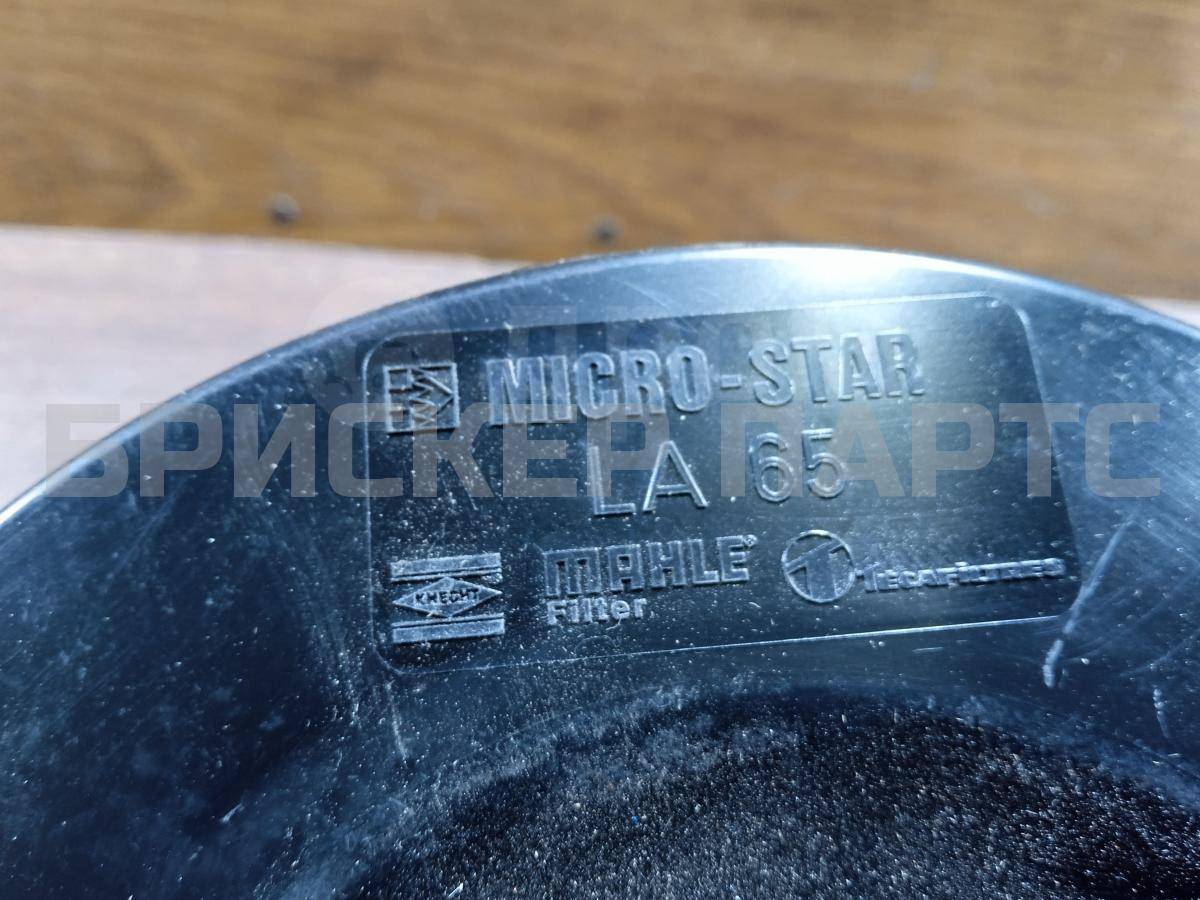 MICRO-STAR
LA 65
KNECHT
MAHLE®
Filter
TECAFILTRES
БРИСКЕР ПАРТС